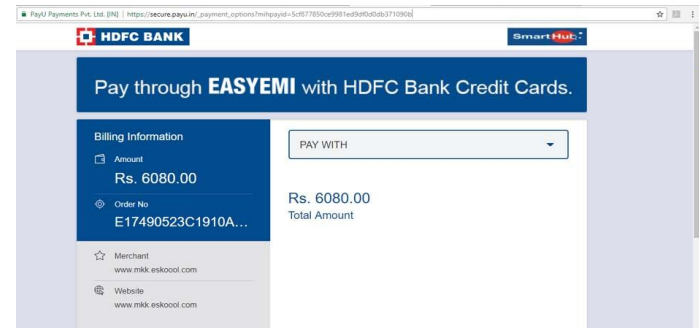 PayU Payments Pvt. Ltd. [IN] | https://secure.payu.in/_payment_options?mihpayid=5cf877850ce9981ed9df0d0db371090b
HDFC BANK
SmartHub
Pay through EASYEMI with HDFC Bank Credit Cards.
Billing Information
Amount
Rs. 6080.00
Order No
E17490523C1910A...
Merchant
www.mkk.eskoool.com
Website
www.mkk.eskoool.com
PAY WITH
Rs. 6080.00
Total Amount